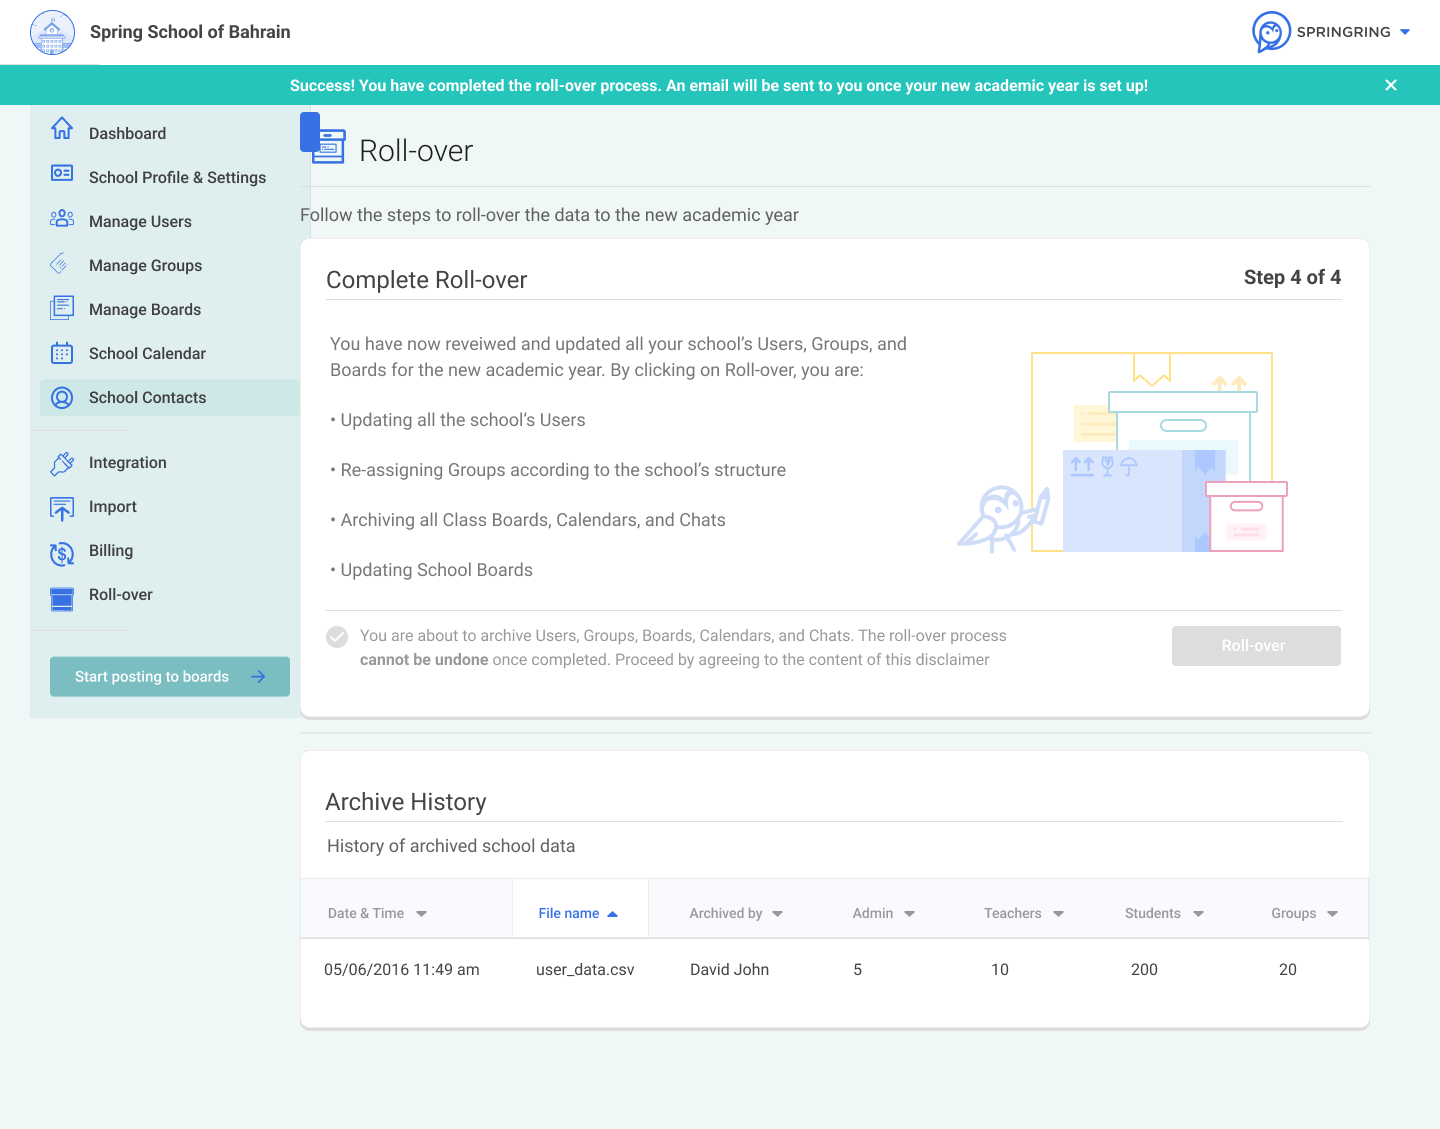 Spring School of Bahrain
SPRINGRING
Success! You have completed the roll-over process. An email will be sent to you once your new academic year is set up!
Dashboard
School Profile & Settings
Manage Users
Manage Groups
Manage Boards
School Calendar
School Contacts
Integration
Import
Billing
Roll-over
Start posting to boards
Roll-over
Follow the steps to roll-over the data to the new academic year
Complete Roll-over
Step 4 of 4
You have now reveiwed and updated all your school’s Users, Groups, and
Boards for the new academic year. By clicking on Roll-over, you are:
• Updating all the school’s Users
• Re-assigning Groups according to the school’s structure
• Archiving all Class Boards, Calendars, and Chats
• Updating School Boards
You are about to archive Users, Groups, Boards, Calendars, and Chats. The roll-over process
cannot be undone once completed. Proceed by agreeing to the content of this disclaimer
Roll-over
Archive History
History of archived school data
Date & Time File name Archived by Admin Teachers Students Groups
05/06/2016 11:49 am user_data.csv David John 5 10 200 20